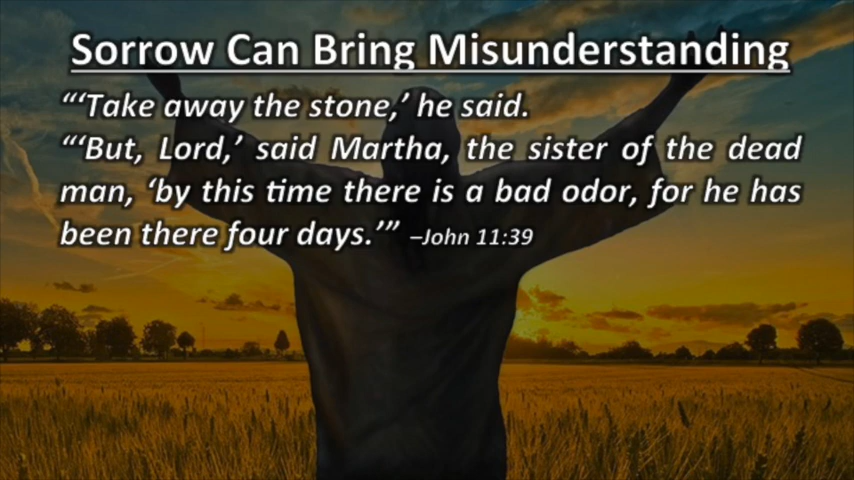 Sorrow Can Bring Misunderstanding
“‘Take away the stone,’ he said.
“‘But, Lord,’ said Martha, the sister of the dead
man, ‘by this time there is a bad odor, for he has
been there four days.’” –John 11:39